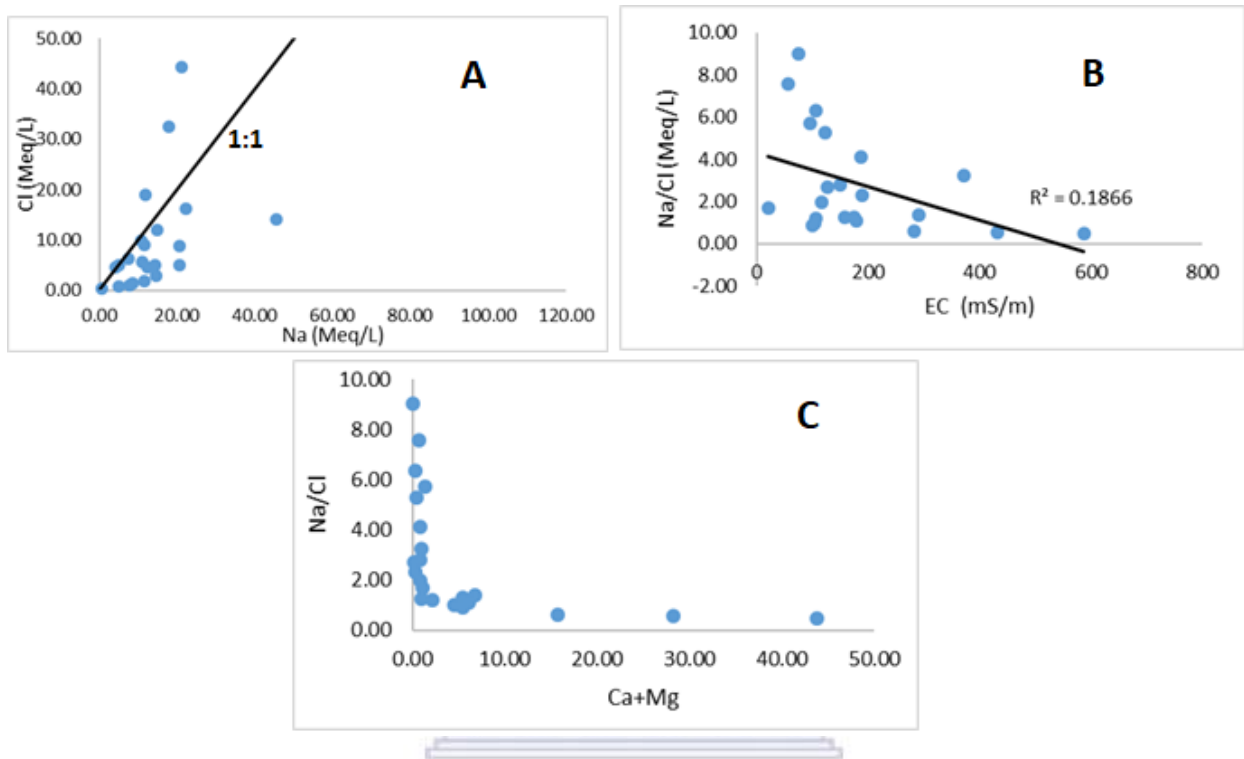 A
50.00
40.00
30.00
20.00
10.00
0.00
Cl (Meq/L)
1:1
0.00 20.00 40.00 60.00 80.00 100.00 120.00
Na (Meq/L)
B
10.00
8.00
6.00
4.00
2.00
0.00
-2.00
Na/Cl (Meq/L)
R² = 0.1866
0 200 400 600 800
EC (mS/m)
C
10.00
8.00
6.00
4.00
2.00
0.00
Na/Cl
0.00 10.00 20.00 30.00 40.00 50.00
Ca+Mg